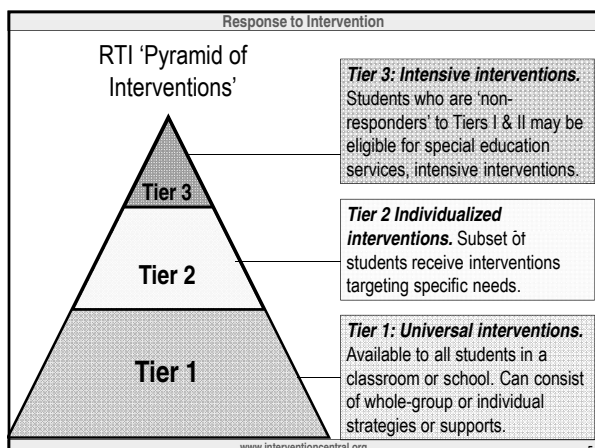 Response to Intervention
RTI ‘Pyramid of
Interventions’
Tier 3
Tier 2
Tier 1
Tier 3: Intensive interventions.
Students who are ‘non-
responders’ to Tiers I & II may be
eligible for special education
services, intensive interventions.
Tier 2 Individualized
interventions. Subset of
students receive interventions
targeting specific needs.
Tier 1: Universal interventions.
Available to all students in a
classroom or school. Can consist
of whole-group or individual
strategies or supports.
www.interventioncentral.org